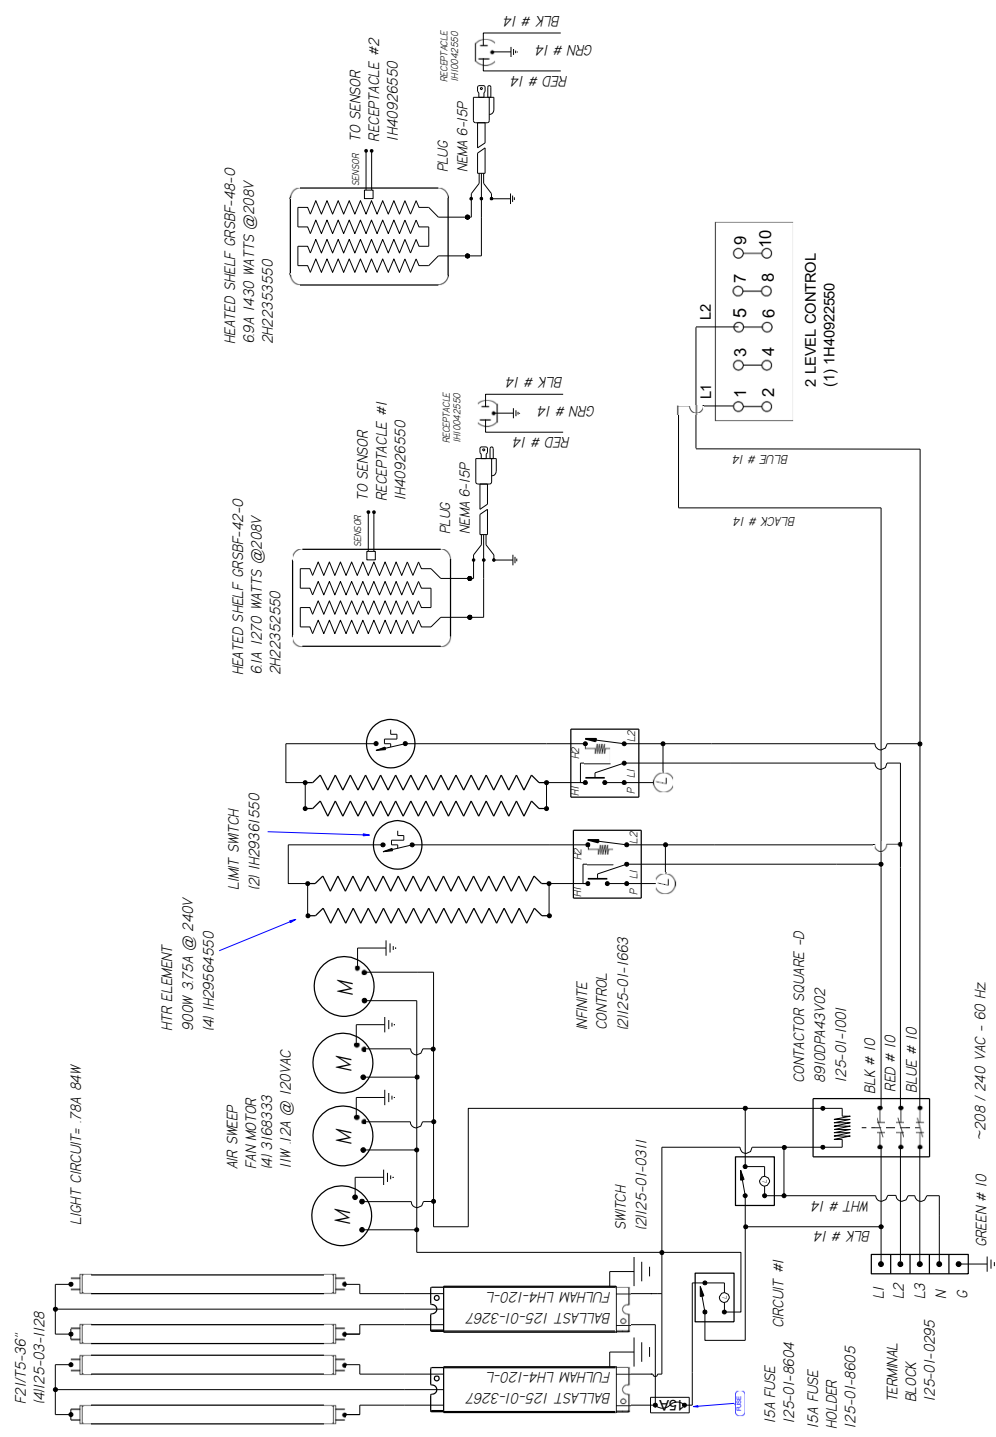 BLK # 14
GRN # 14
RED # 14
RECEPTACLE
1H10042550
PLUG
NEMA 6-15P
TO SENSOR
RECEPTACLE #2
1H40926550
SENSOR
HEATED SHELF GRSBF-48-0
6.9A 1430 WATTS @208V
2H22353550
BLK # 14
GRN # 14
RED # 14
RECEPTACLE
1H10042550
PLUG
NEMA 6-15P
TO SENSOR
RECEPTACLE #1
1H40926550
SENSOR
HEATED SHELF GRSBF-42-0
6.1A 1270 WATTS @208V
2H22352550
L1 L2
1 3 5 7 9
2 4 6 8 10
2 LEVEL CONTROL
(1) 1H40922550
BLUE # 14
BLACK # 14
LIMIT SWITCH
(2) 1H29361550
HTR ELEMENT
900W 3.75A @ 240V
(4) 1H29564550
H1 H2
P L1 L2
L
H1 H2
P L1 L2
L
INFINITE
CONTROL
(2)125-01-1663
M
M
M
M
AIR SWEEP
FAN MOTOR
(4) 3168333
11W .12A @ 120VAC
LIGHT CIRCUIT= .78A 84W
F21/T5-36"
(4)125-03-1128
FULHAM LH4-120-L
BALLAST 125-01-3267
FULHAM LH4-120-L
BALLAST 125-01-3267
15A
FUSE
15A FUSE
125-01-8604
15A FUSE
HOLDER
125-01-8605
CIRCUIT #1
SWITCH
(2)125-01-0311
L
L
CONTACTOR SQUARE -D
8910DPA43V02
125-01-1001
BLK # 10
RED # 10
BLUE # 10
WHT # 14
BLK # 14
L1
L2
L3
N
G
TERMINAL
BLOCK
125-01-0295
GREEN # 10
~208 / 240 VAC - 60 Hz